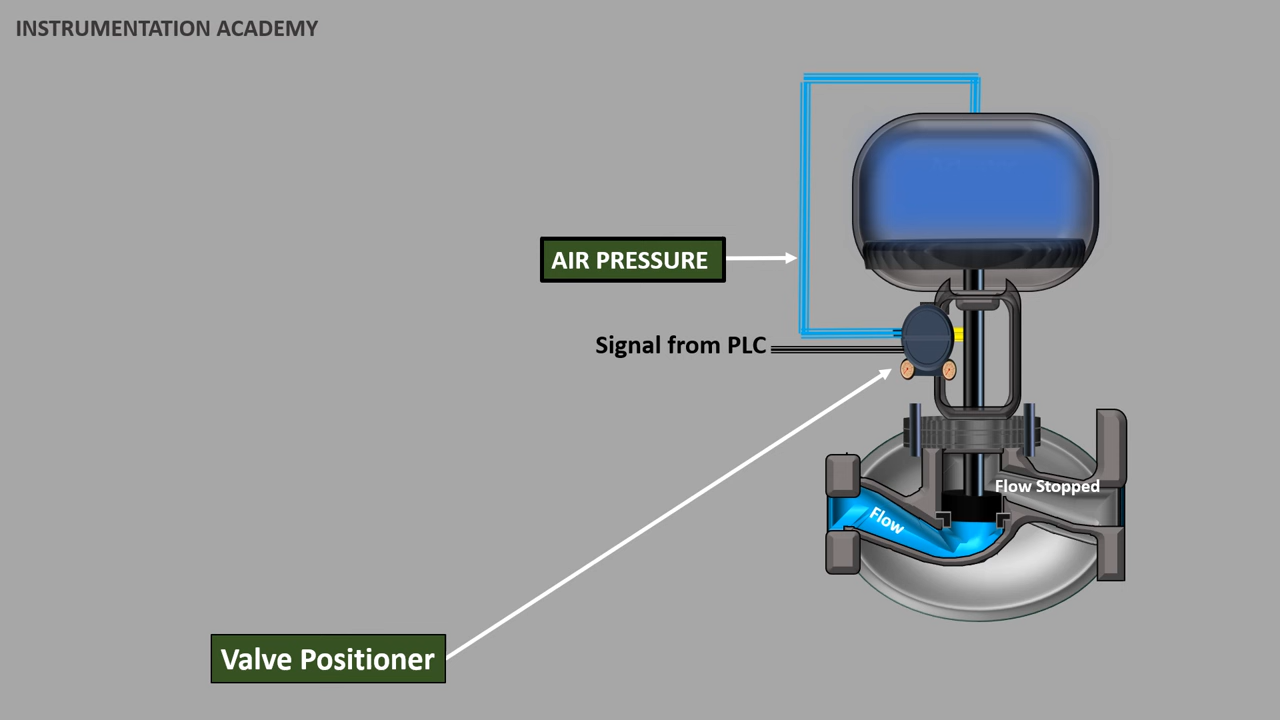 INSTRUMENTATION ACADEMY
AIR PRESSURE
Signal from PLC
Flow Stopped
Flow
Valve Positioner